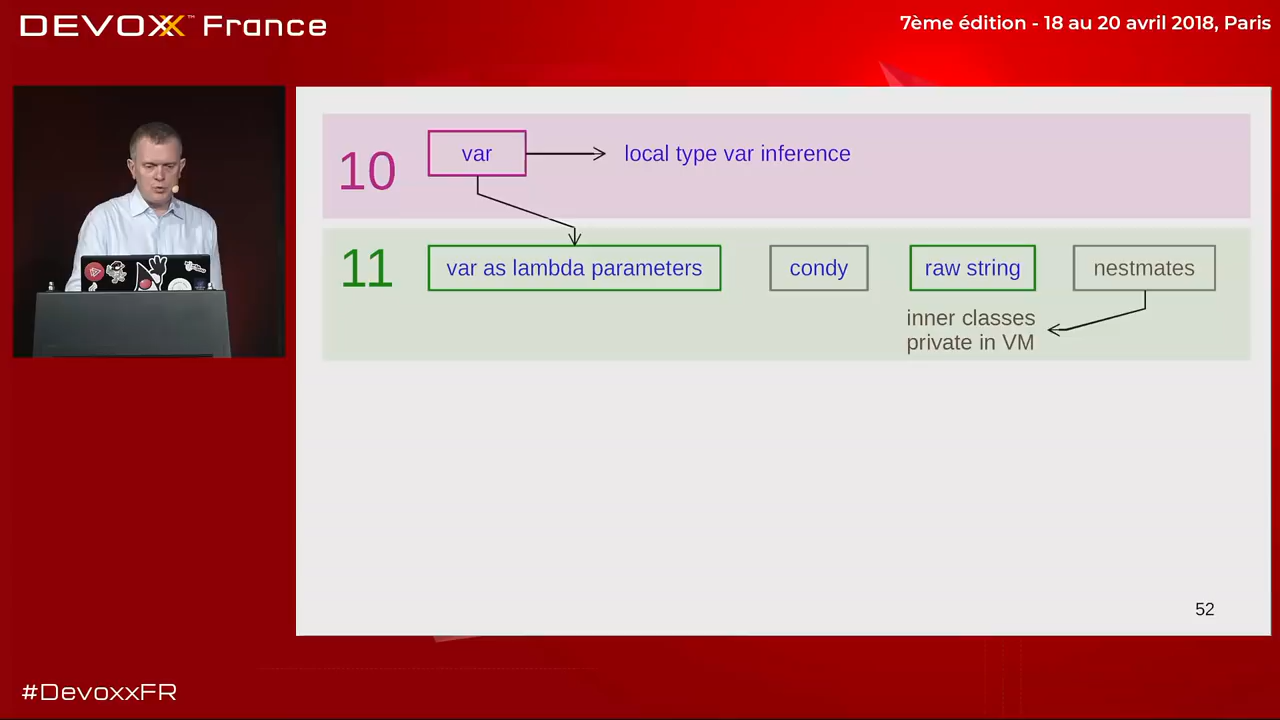 DEVOXX™ France
7ème édition - 18 au 20 avril 2018, Paris
10
var
local type var inference
11
var as lambda parameters
condy
raw string
nestmates
inner classes
private in VM
52
#DevoxxFR